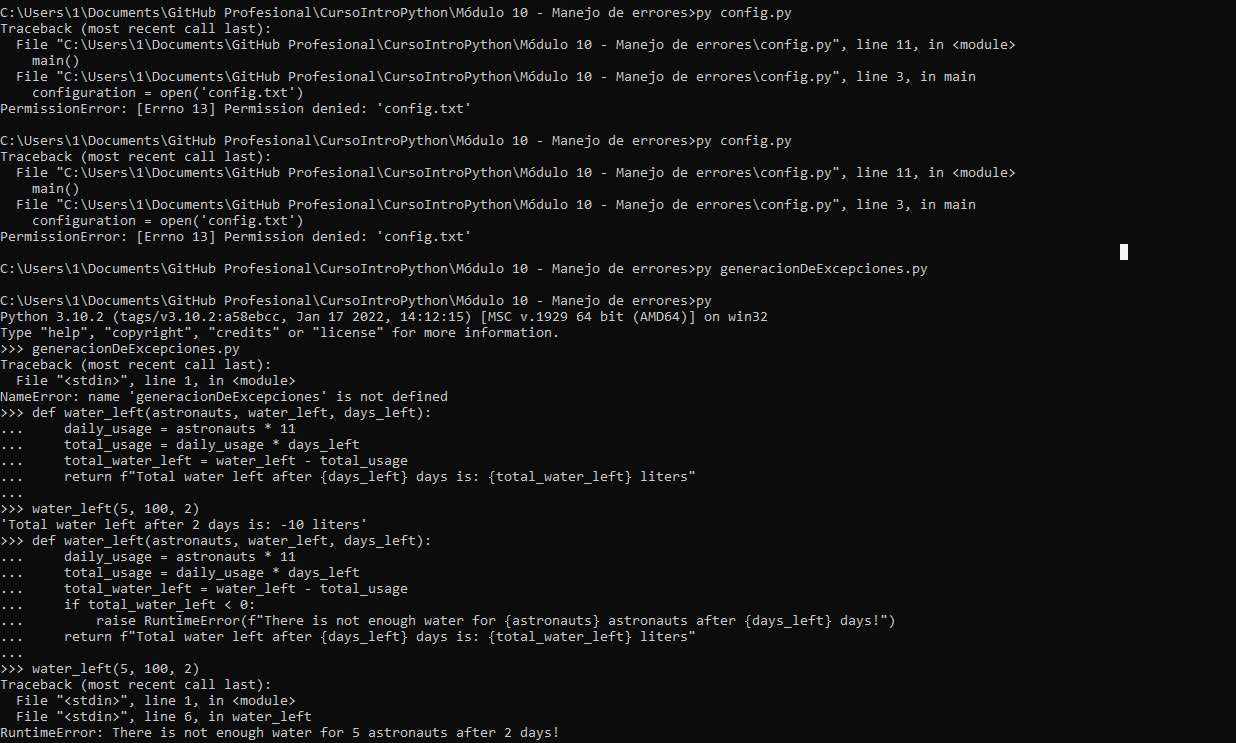 C:\Users\1\Documents\GitHub Profesional\CursoIntroPython\Módulo 10 - Manejo de errores>py config.py
Traceback (most recent call last):
  File "C:\Users\1\Documents\GitHub Profesional\CursoIntroPython\Módulo 10 - Manejo de errores\config.py", line 11, in <module>
    main()
  File "C:\Users\1\Documents\GitHub Profesional\CursoIntroPython\Módulo 10 - Manejo de errores\config.py", line 3, in main
    configuration = open('config.txt')
PermissionError: [Errno 13] Permission denied: 'config.txt'

C:\Users\1\Documents\GitHub Profesional\CursoIntroPython\Módulo 10 - Manejo de errores>py config.py
Traceback (most recent call last):
  File "C:\Users\1\Documents\GitHub Profesional\CursoIntroPython\Módulo 10 - Manejo de errores\config.py", line 11, in <module>
    main()
  File "C:\Users\1\Documents\GitHub Profesional\CursoIntroPython\Módulo 10 - Manejo de errores\config.py", line 3, in main
    configuration = open('config.txt')
PermissionError: [Errno 13] Permission denied: 'config.txt'

C:\Users\1\Documents\GitHub Profesional\CursoIntroPython\Módulo 10 - Manejo de errores>py generacionDeExcepciones.py

C:\Users\1\Documents\GitHub Profesional\CursoIntroPython\Módulo 10 - Manejo de errores>py
Python 3.10.2 (tags/v3.10.2:a58ebcc, Jan 17 2022, 14:12:15) [MSC v.1929 64 bit (AMD64)] on win32
Type "help", "copyright", "credits" or "license" for more information.
>>> generacionDeExcepciones.py
Traceback (most recent call last):
  File "<stdin>", line 1, in <module>
NameError: name 'generacionDeExcepciones' is not defined
>>> def water_left(astronauts, water_left, days_left):
...     daily_usage = astronauts * 11
...     total_usage = daily_usage * days_left
...     total_water_left = water_left - total_usage
...     return f"Total water left after {days_left} days is: {total_water_left} liters"
...
>>> water_left(5, 100, 2)
'Total water left after 2 days is: -10 liters'
>>> def water_left(astronauts, water_left, days_left):
...     daily_usage = astronauts * 11
...     total_usage = daily_usage * days_left
...     total_water_left = water_left - total_usage
...     if total_water_left < 0:
...         raise RuntimeError(f"There is not enough water for {astronauts} astronauts after {days_left} days!")
...     return f"Total water left after {days_left} days is: {total_water_left} liters"
...
>>> water_left(5, 100, 2)
Traceback (most recent call last):
  File "<stdin>", line 1, in <module>
  File "<stdin>", line 6, in water_left
RuntimeError: There is not enough water for 5 astronauts after 2 days!